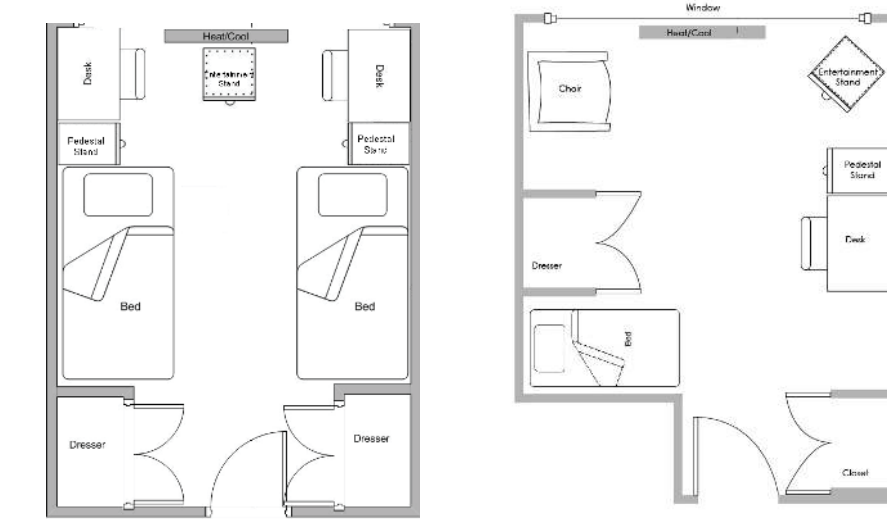 Heat/Cool
Desk
Entertainment
Stand
Desk
Pedestal
Stand
Pedestal
Stand
Bed
Bed
Dresser
Dresser
Window
Heat/Cool
Chair
Entertainment
Stand
Pedestal
Stand
Desk
Dresser
Bed
Closet